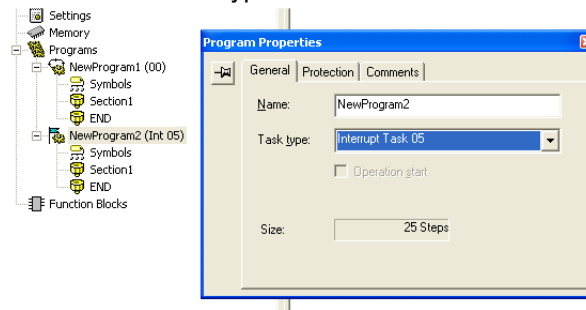 Settings
Memory
Programs
NewProgram1 (00)
Symbols
Section1
END
NewProgram2 (Int 05)
Symbols
Section1
END
Function Blocks
Program Properties
General Protection Comments
Name: NewProgram2
Task type: Interrupt Task 05
Operation start
Size: 25 Steps